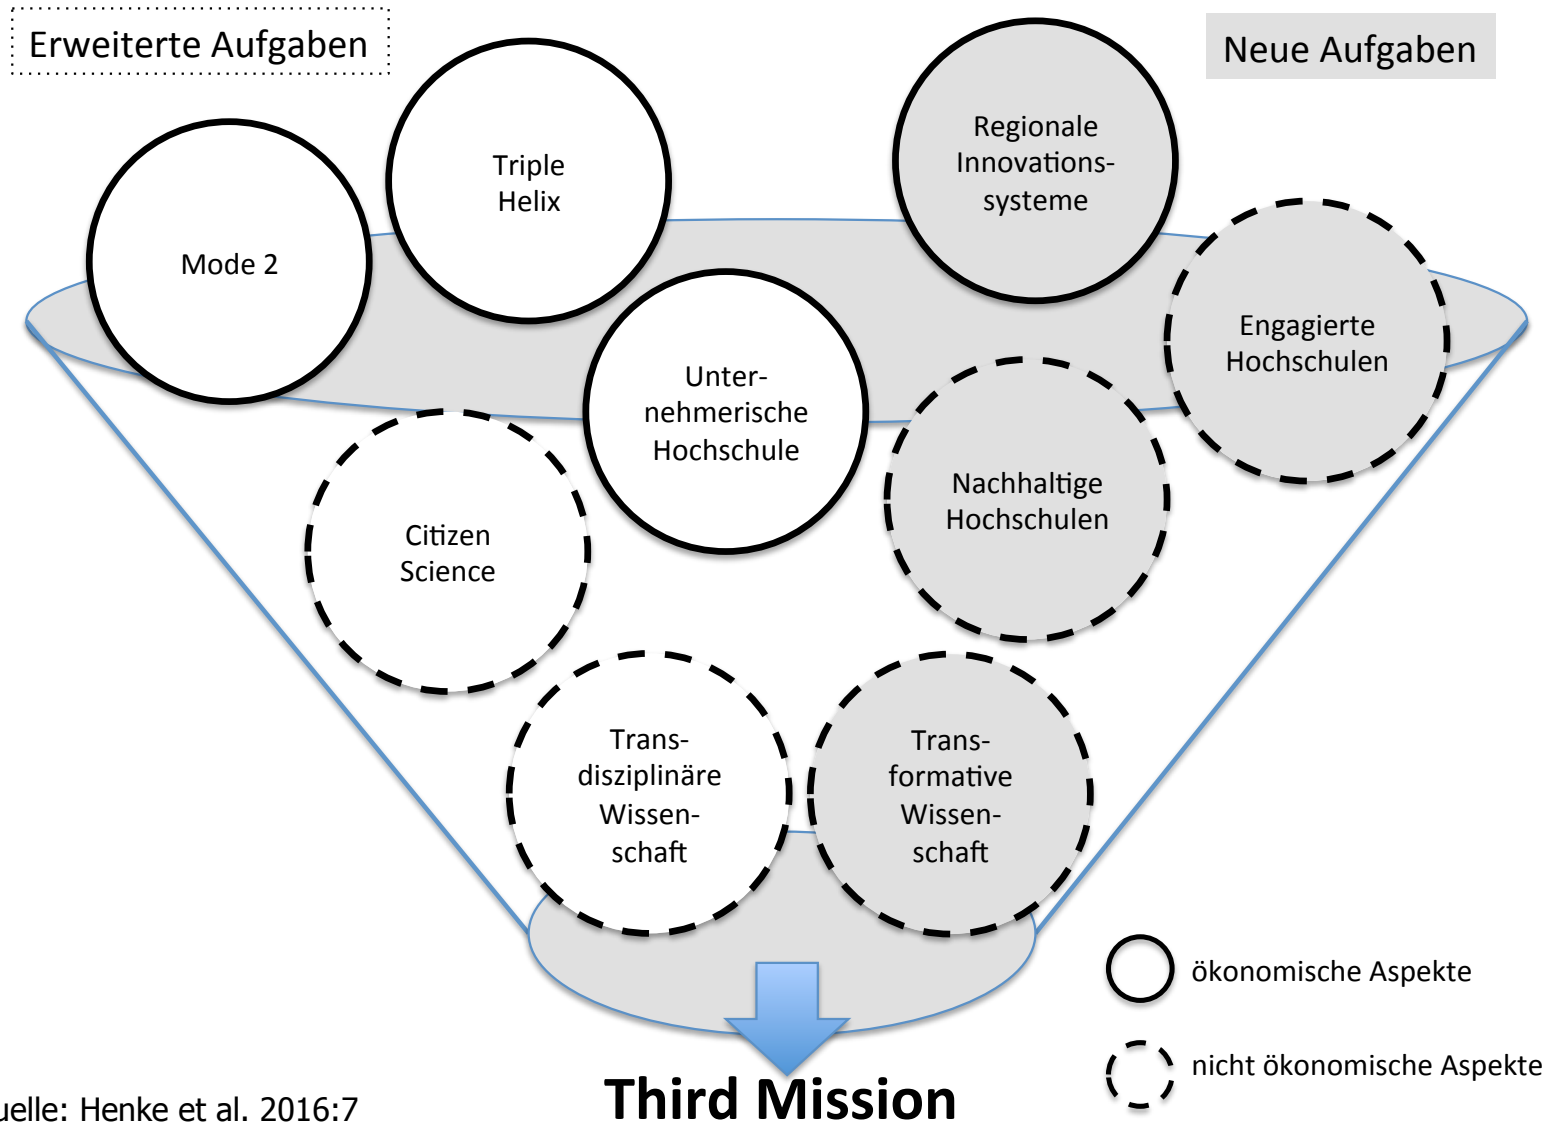 Erweiterte Aufgaben
Neue Aufgaben
Mode 2
Triple
Helix
Regionale
Innovations-
systeme
Unter-
nehmerische
Hochschule
Engagierte
Hochschulen
Citizen
Science
Nachhaltige
Hochschulen
Trans-
disziplinäre
Wissen-
schaft
Trans-
formative
Wissen-
schaft
ökonomische Aspekte
nicht ökonomische Aspekte
Third Mission
uelle: Henke et al. 2016:7